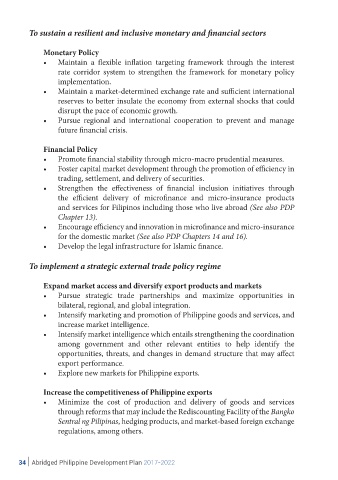 To sustain a resilient and inclusive monetary and financial sectors
Monetary Policy
• Maintain a flexible inflation targeting framework through the interest
rate corridor system to strengthen the framework for monetary policy
implementation.
• Maintain a market-determined exchange rate and sufficient international
reserves to better insulate the economy from external shocks that could
disrupt the pace of economic growth.
• Pursue regional and international cooperation to prevent and manage
future financial crisis.
Financial Policy
• Promote financial stability through micro-macro prudential measures.
• Foster capital market development through the promotion of efficiency in
trading, settlement, and delivery of securities.
• Strengthen the effectiveness of financial inclusion initiatives through
the efficient delivery of microfinance and micro-insurance products
and services for Filipinos including those who live abroad (See also PDP
Chapter 13).
• Encourage efficiency and innovation in microfinance and micro-insurance
for the domestic market (See also PDP Chapters 14 and 16).
• Develop the legal infrastructure for Islamic finance.
To implement a strategic external trade policy regime
Expand market access and diversify export products and markets
• Pursue strategic trade partnerships and maximize opportunities in
bilateral, regional, and global integration.
• Intensify marketing and promotion of Philippine goods and services, and
increase market intelligence.
• Intensify market intelligence which entails strengthening the coordination
among government and other relevant entities to help identify the
opportunities, threats, and changes in demand structure that may affect
export performance.
• Explore new markets for Philippine exports.
Increase the competitiveness of Philippine exports
• Minimize the cost of production and delivery of goods and services
through reforms that may include the Rediscounting Facility of the Bangko
Sentral ng Pilipinas, hedging products, and market-based foreign exchange
regulations, among others.
34 | Abridged Philippine Development Plan 2017-2022